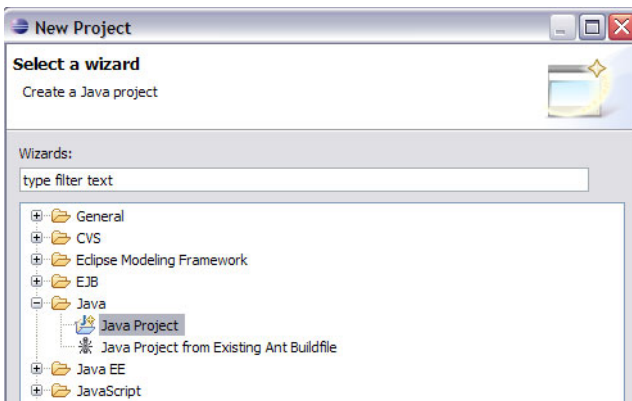 New Project
Select a wizard
Create a Java project
Wizards:
type filter text
General
CVS
Eclipse Modeling Framework
EJB
Java
Java Project
Java Project from Existing Ant Buildfile
Java EE
JavaScript